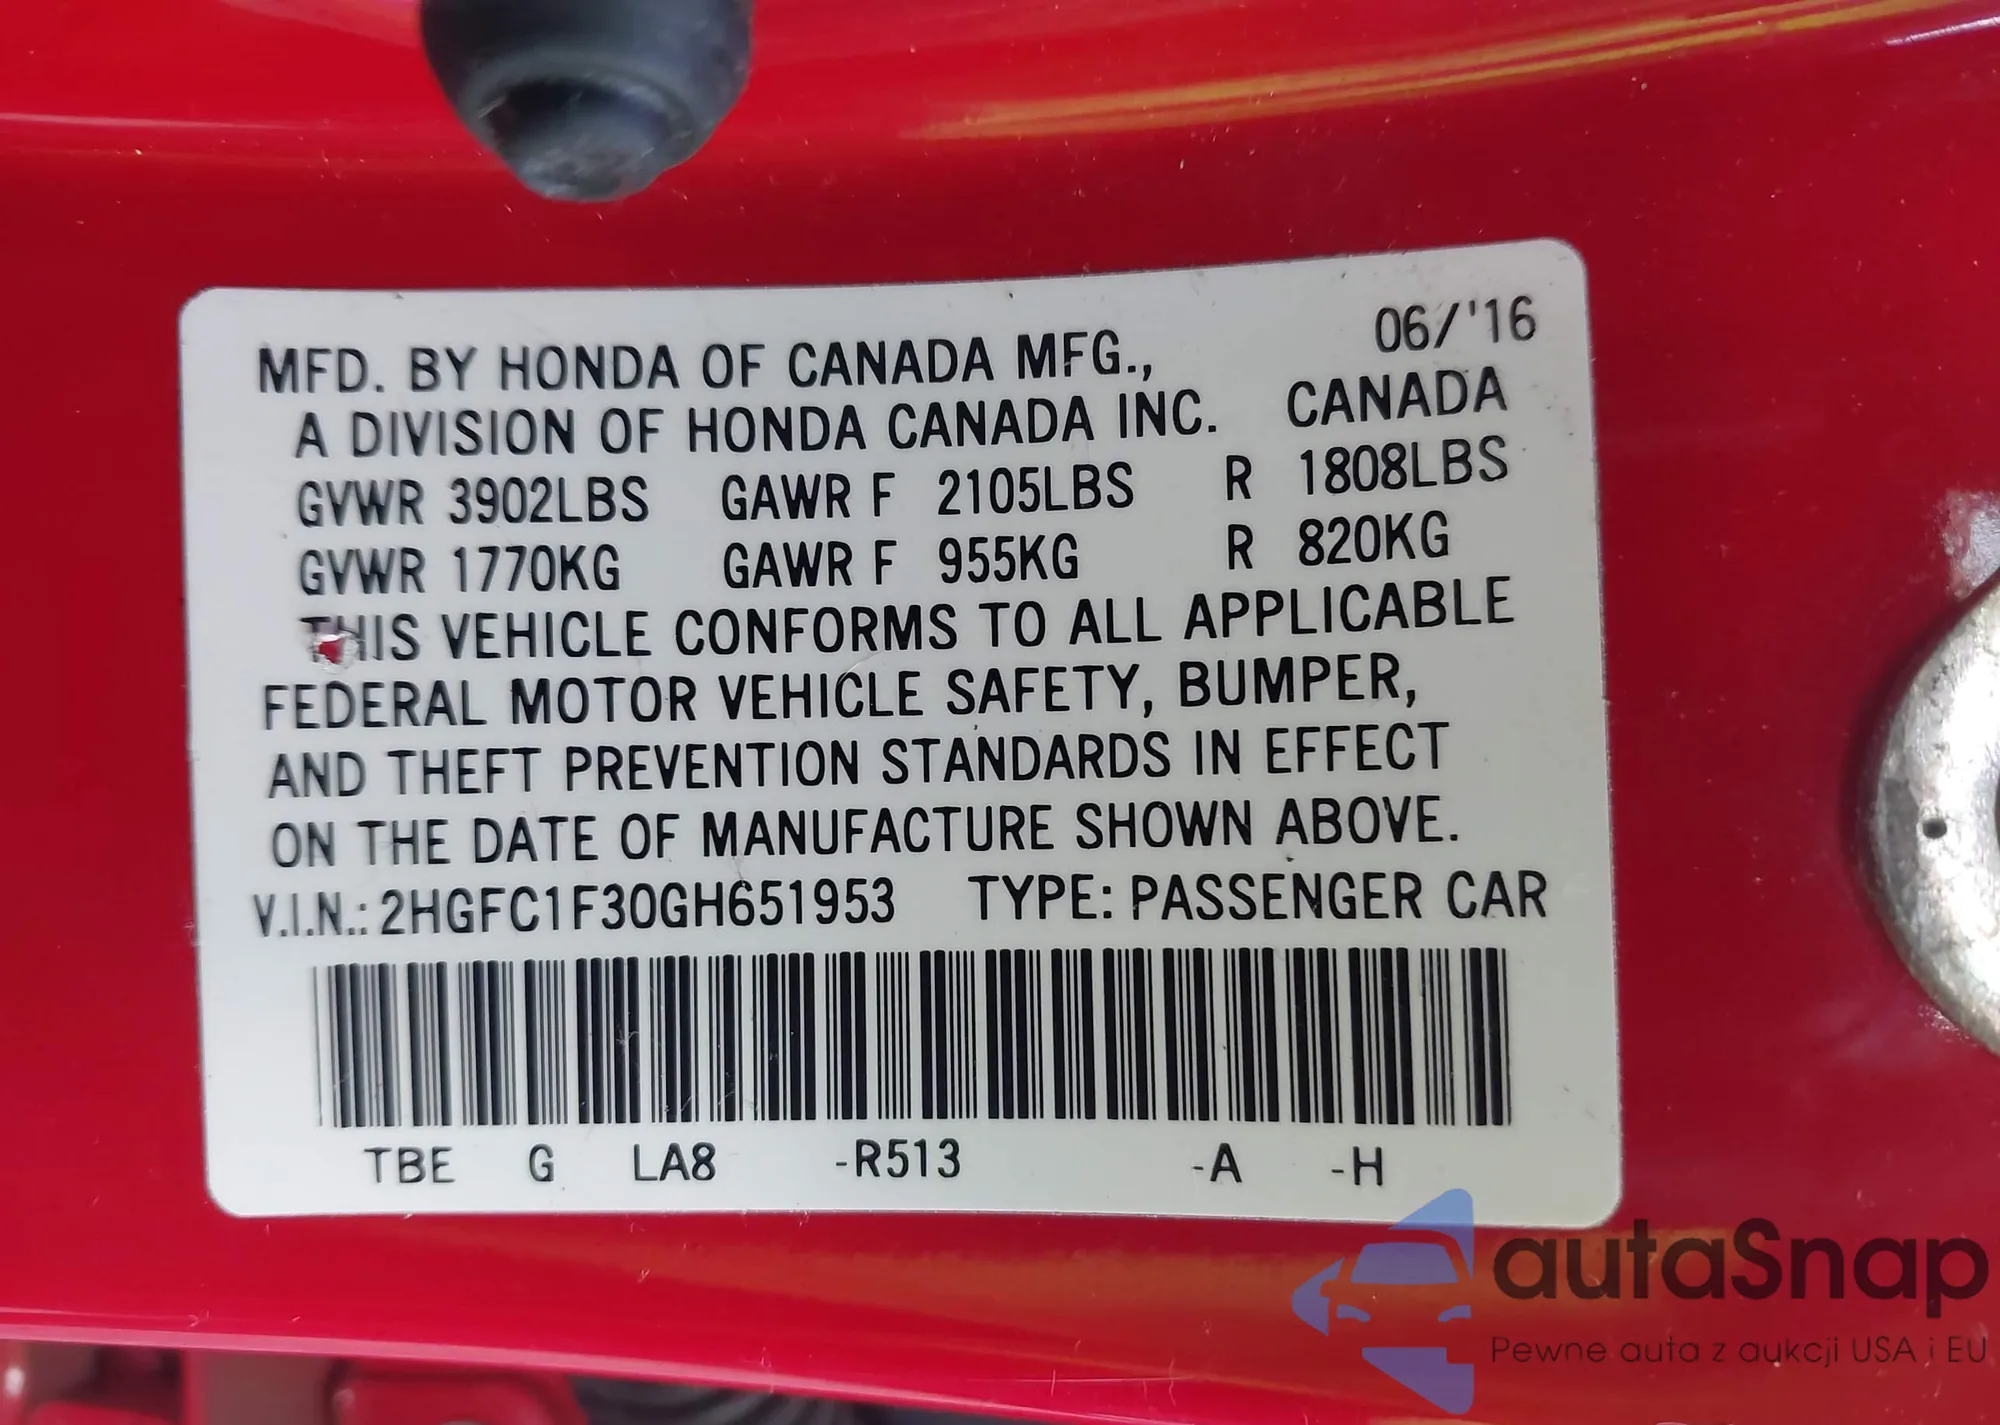 06/'16
MFD. BY HONDA OF CANADA MFG.,
A DIVISION OF HONDA CANADA INC. CANADA
GVWR 3902LBS GAWR F 2105LBS R 1808LBS
GVWR 1770KG GAWR F 955KG R 820KG
THIS VEHICLE CONFORMS TO ALL APPLICABLE
FEDERAL MOTOR VEHICLE SAFETY, BUMPER,
AND THEFT PREVENTION STANDARDS IN EFFECT
ON THE DATE OF MANUFACTURE SHOWN ABOVE.
V.I.N.: 2HGFC1F30GH651953 TYPE: PASSENGER CAR
TBE G LA8 -R513 -A -H
autaSnap
Pewne auta z aukcji USA i EU